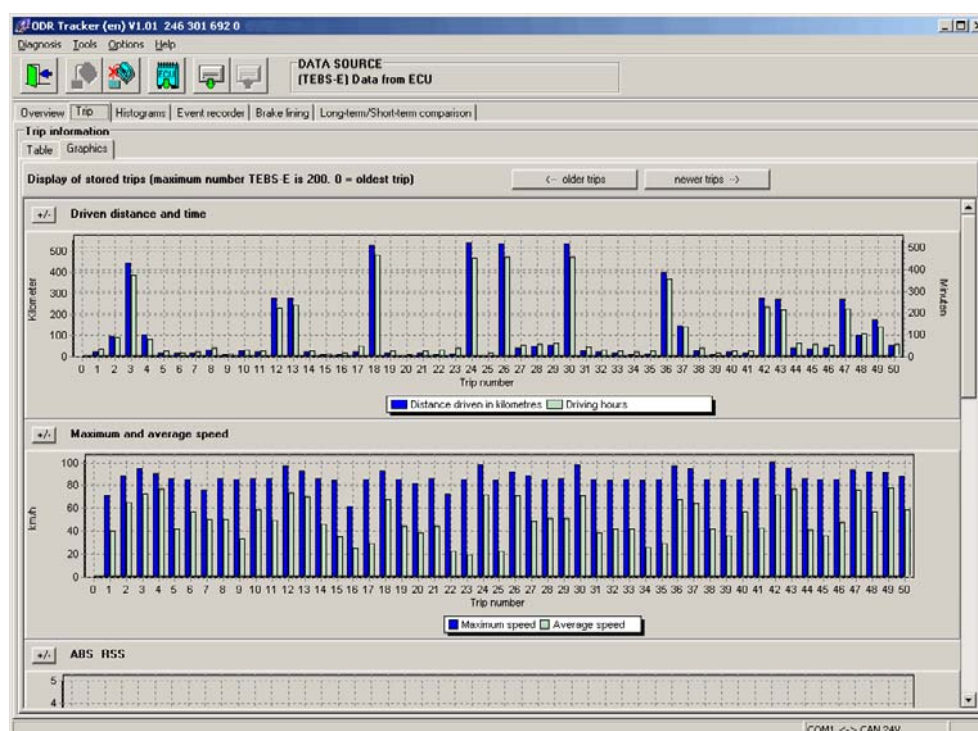 ODR Tracker (en) V1.01 246 301 692 0
Diagnosis Tools Options Help
ECU
DATA SOURCE
(TEBS-E) Data from ECU
Overview Trip Histograms Event recorder Brake lining Long-term/Short-term comparison
Trip information
Table Graphics
Display of stored trips (maximum number TEBS-E is 200. 0 = oldest trip)
<-- older trips
newer trips -->
+/- Driven distance and time
500 500
400 400
300 300
200 200
100 100
0 0
Kilometer
Minuten
0 1 2 3 4 5 6 7 8 9 10 11 12 13 14 15 16 17 18 19 20 21 22 23 24 25 26 27 28 29 30 31 32 33 34 35 36 37 38 39 40 41 42 43 44 45 46 47 48 49 50
Trip number
Distance driven in kilometres Driving hours
+/- Maximum and average speed
100
80
60
40
20
0
km/h
0 1 2 3 4 5 6 7 8 9 10 11 12 13 14 15 16 17 18 19 20 21 22 23 24 25 26 27 28 29 30 31 32 33 34 35 36 37 38 39 40 41 42 43 44 45 46 47 48 49 50
Trip number
Maximum speed Average speed
+/- ABS RSS
5
4
COM1 <-> CAN 24V